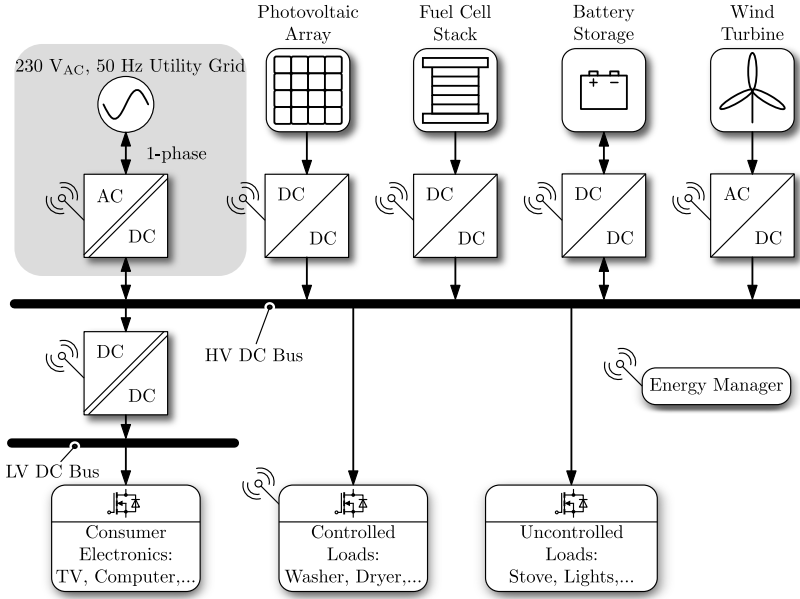 Photovoltaic
Array
Fuel Cell
Stack
Battery
Storage
Wind
Turbine
230 VAC, 50 Hz Utility Grid
+ −
1-phase
AC
DC
DC
DC
DC
DC
DC
DC
AC
DC
HV DC Bus
DC
DC
Energy Manager
LV DC Bus
Consumer
Electronics:
TV, Computer,...
Controlled
Loads:
Washer, Dryer,...
Uncontrolled
Loads:
Stove, Lights,...